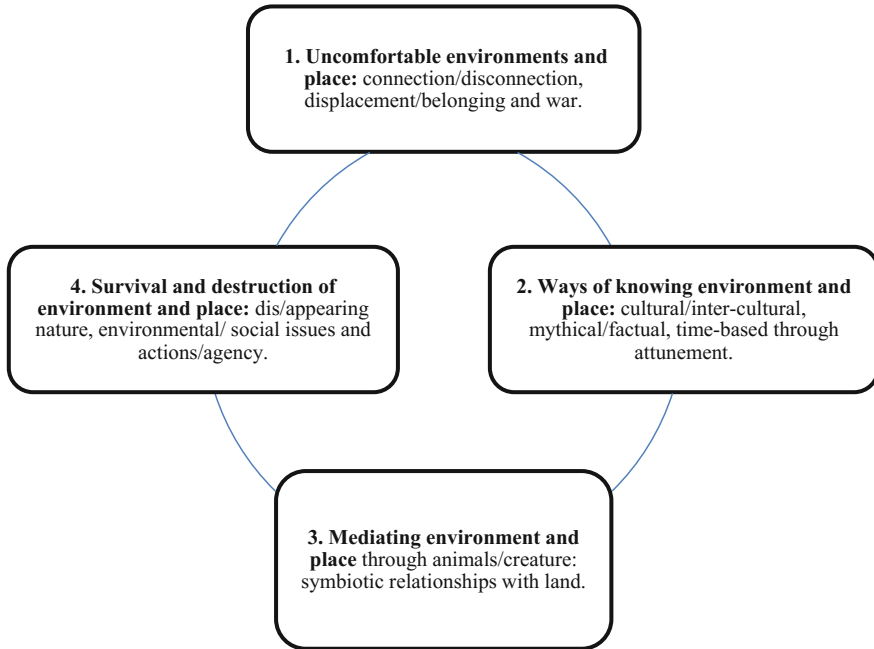 1. Uncomfortable environments and
place: connection/disconnection,
displacement/belonging and war.
2. Ways of knowing environment and
place: cultural/inter-cultural,
mythical/factual, time-based through
attunement.
3. Mediating environment and
place through animals/creature:
symbiotic relationships with land.
4. Survival and destruction of
environment and place: dis/appearing
nature, environmental/ social issues and
actions/agency.